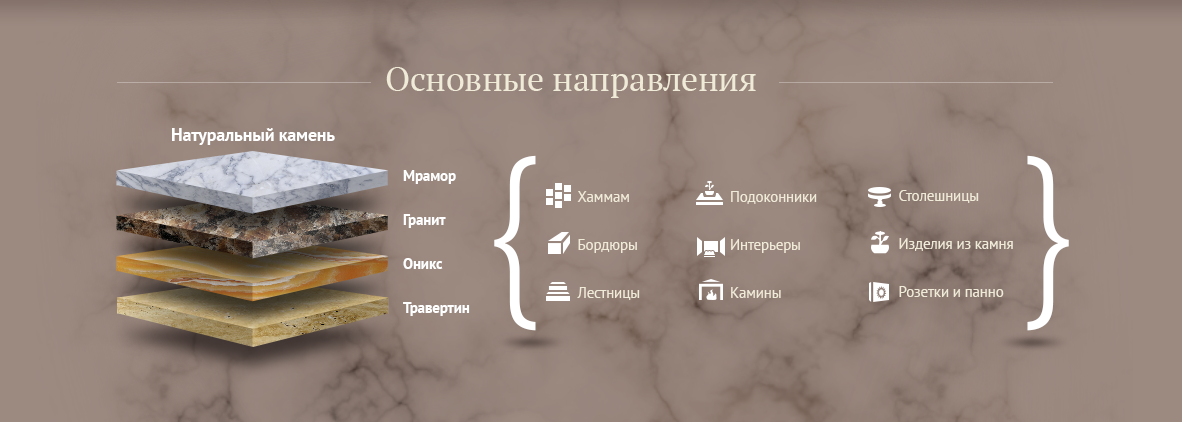 Основные направления
Натуральный камень
Мрамор
Гранит
Оникс
Травертин
Хаммам
Подоконники
Столешницы
Бордюры
Интерьеры
Изделия из камня
Лестницы
Камины
Розетки и панно